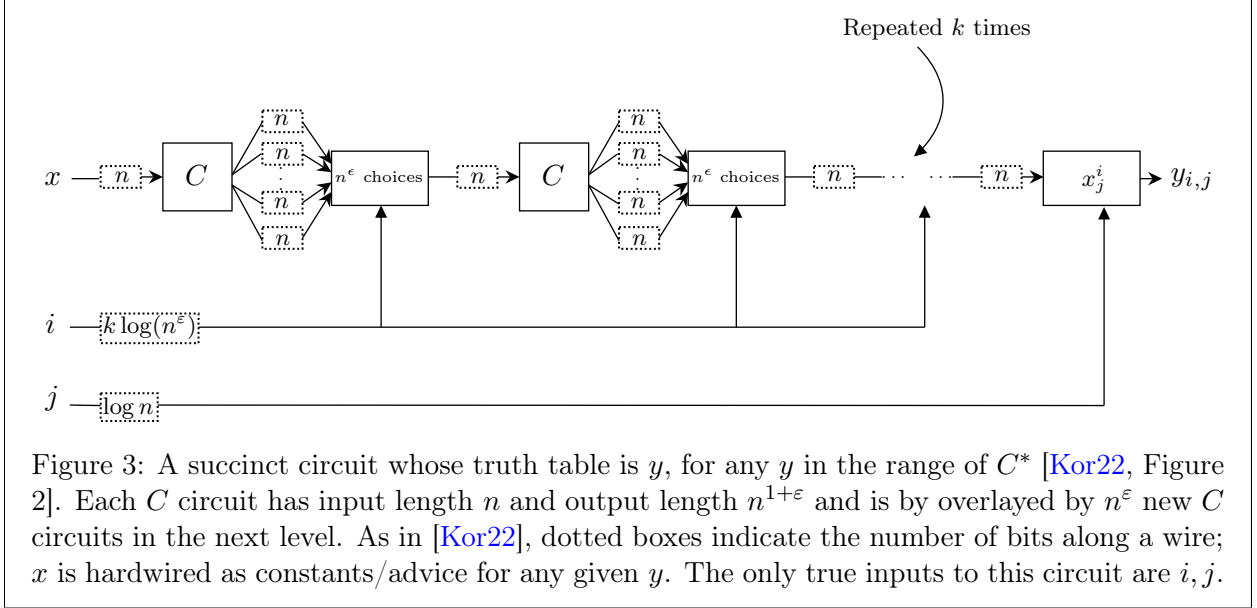 Repeated k times
n
n
n
n
n
n
n
n
x
n
C
n^ϵ choices
n
C
n^ϵ choices
n
·· ··
n
x^i_j
y_{i,j}
i
k log(n^ε)
j
log n
Figure 3: A succinct circuit whose truth table is y, for any y in the range of C* [Kor22, Figure
2]. Each C circuit has input length n and output length n^{1+ε} and is by overlayed by n^ε new C
circuits in the next level. As in [Kor22], dotted boxes indicate the number of bits along a wire;
x is hardwired as constants/advice for any given y. The only true inputs to this circuit are i, j.